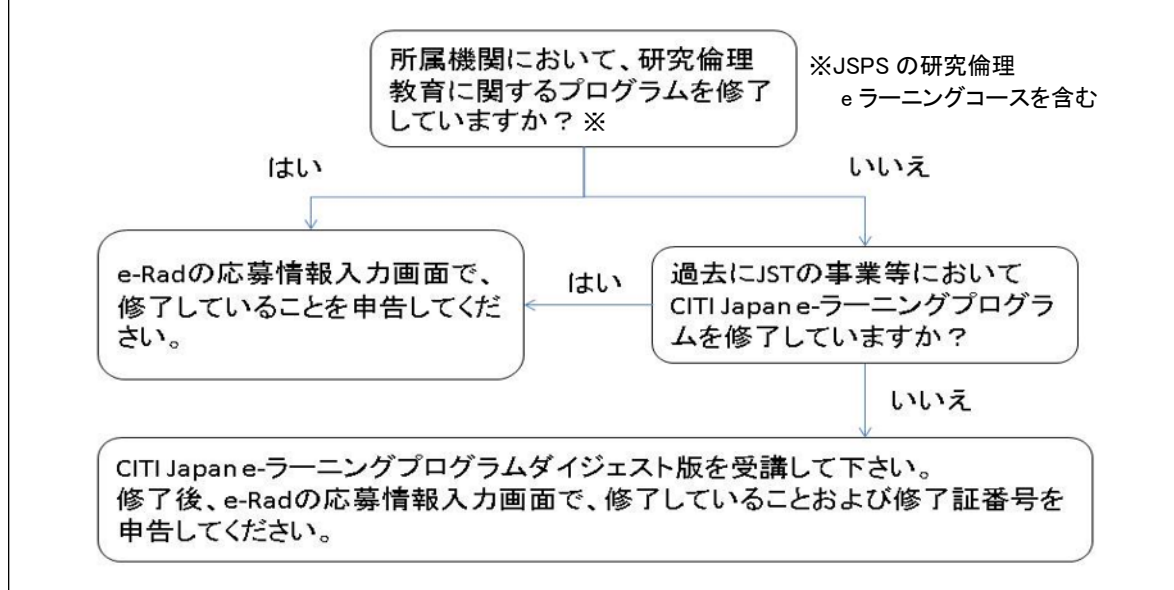 所属機関において、研究倫理
教育に関するプログラムを修了
していますか？ ※
※JSPS の研究倫理
e ラーニングコースを含む
はい
いいえ
e-Radの応募情報入力画面で、
修了していることを申告してくだ
さい。
はい
過去にJSTの事業等において
CITI Japan e-ラーニングプログラ
ムを修了していますか？
いいえ
CITI Japan e-ラーニングプログラムダイジェスト版を受講して下さい。
修了後、e-Radの応募情報入力画面で、修了していることおよび修了証番号を
申告してください。